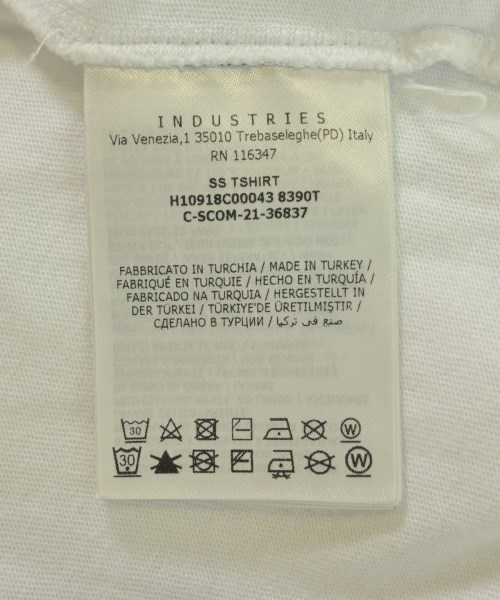 INDUSTRIES
Via Venezia,1 35010 Trebaseleghe(PD) Italy
RN 116347
SS TSHIRT
H10918C00043 8390T
C-SCOM-21-36837
FABBRICATO IN TURCHIA / MADE IN TURKEY /
FABRIQUÉ EN TURQUIE / HECHO EN TURQUÍA /
FABRICADO NA TURQUIA / HERGESTELLT IN
DER TÜRKEI / TÜRKIYE'DE ÜRETILMIŞTIR /
СДЕЛАНО В ТУРЦИИ / صنع في تركيا
30 W
30 W